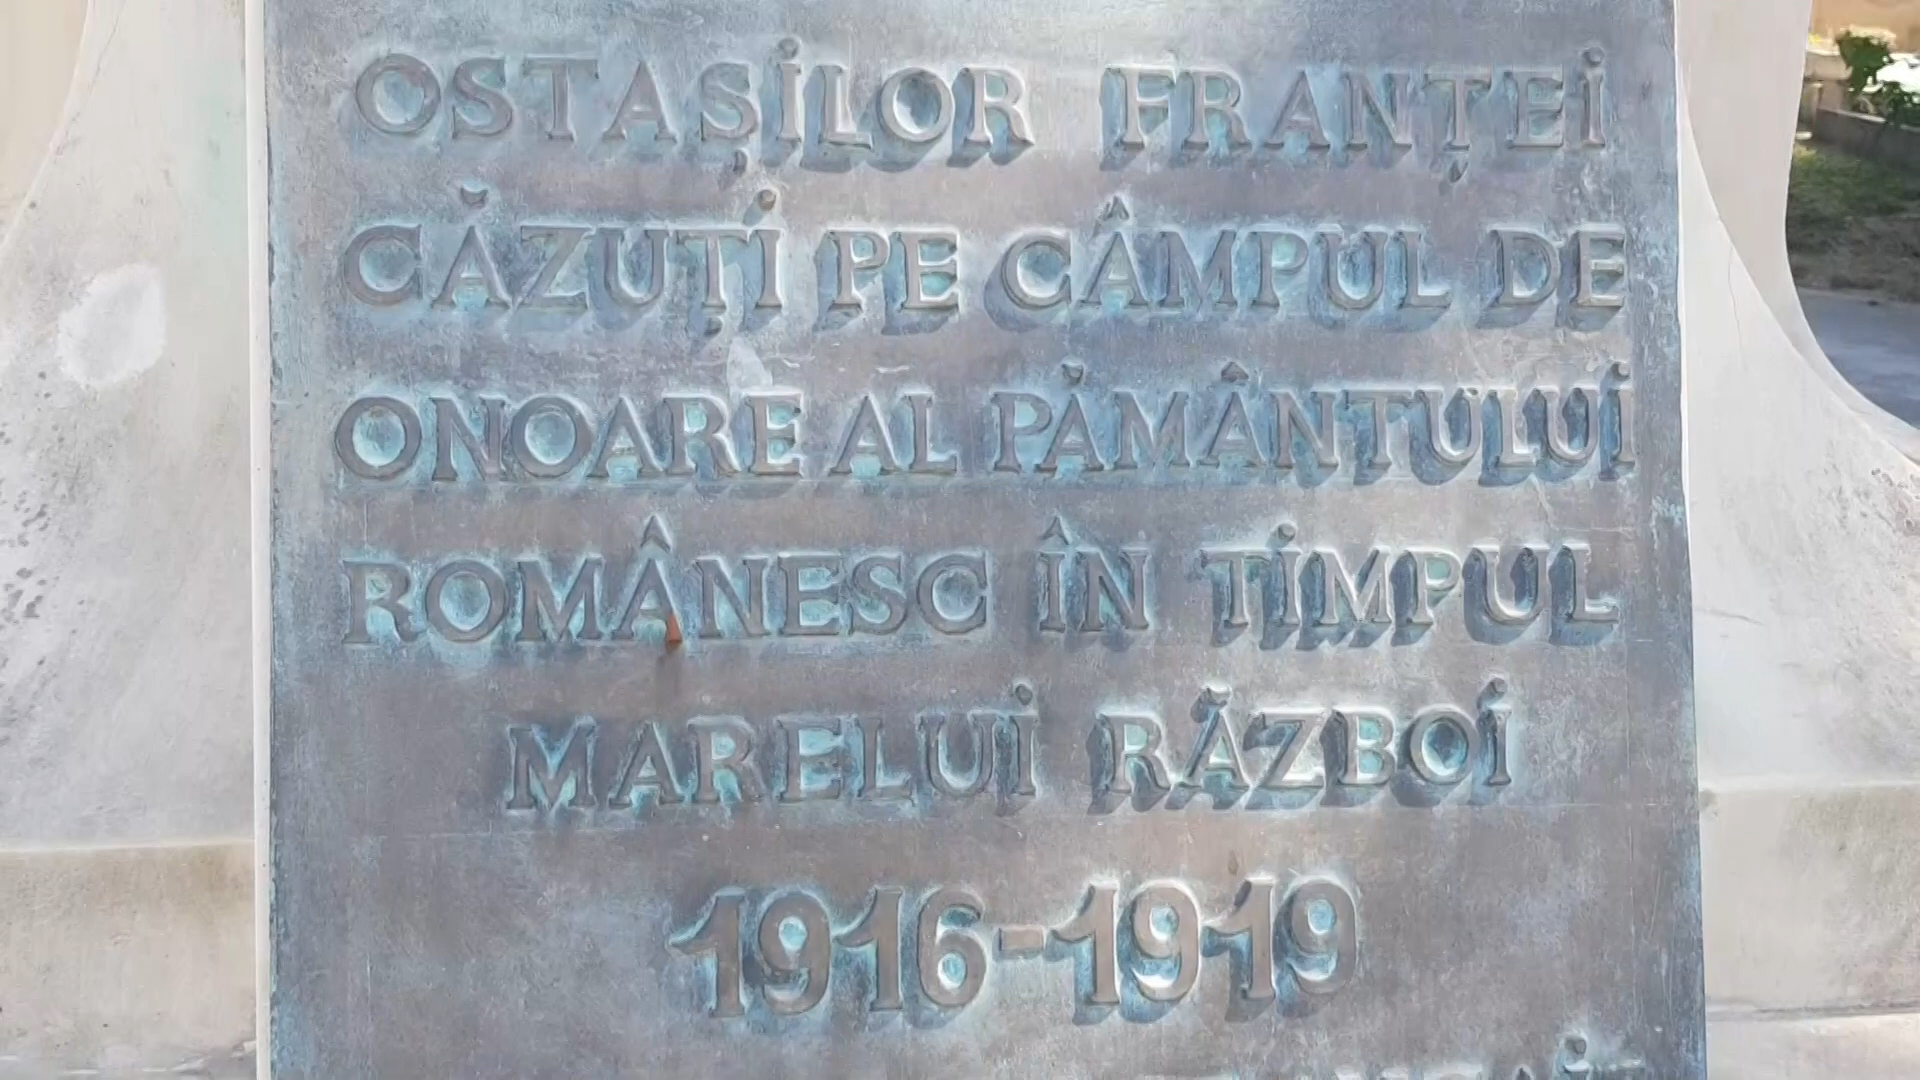 OSTAȘILOR FRANȚEI
CĂZUȚI PE CÂMPUL DE
ONOARE AL PĂMÂNTULUI
ROMÂNESC ÎN TIMPUL
MARELUI RĂZBOI
1916-1919